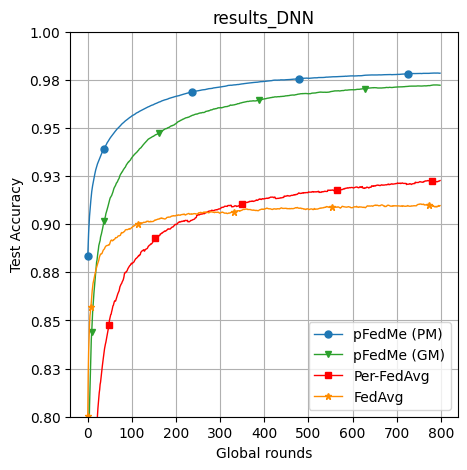 results_DNN
1.00
0.98
0.95
0.93
0.90
0.88
0.85
0.83
0.80
Test Accuracy
pFedMe (PM)
pFedMe (GM)
Per-FedAvg
FedAvg
0 100 200 300 400 500 600 700 800
Global rounds